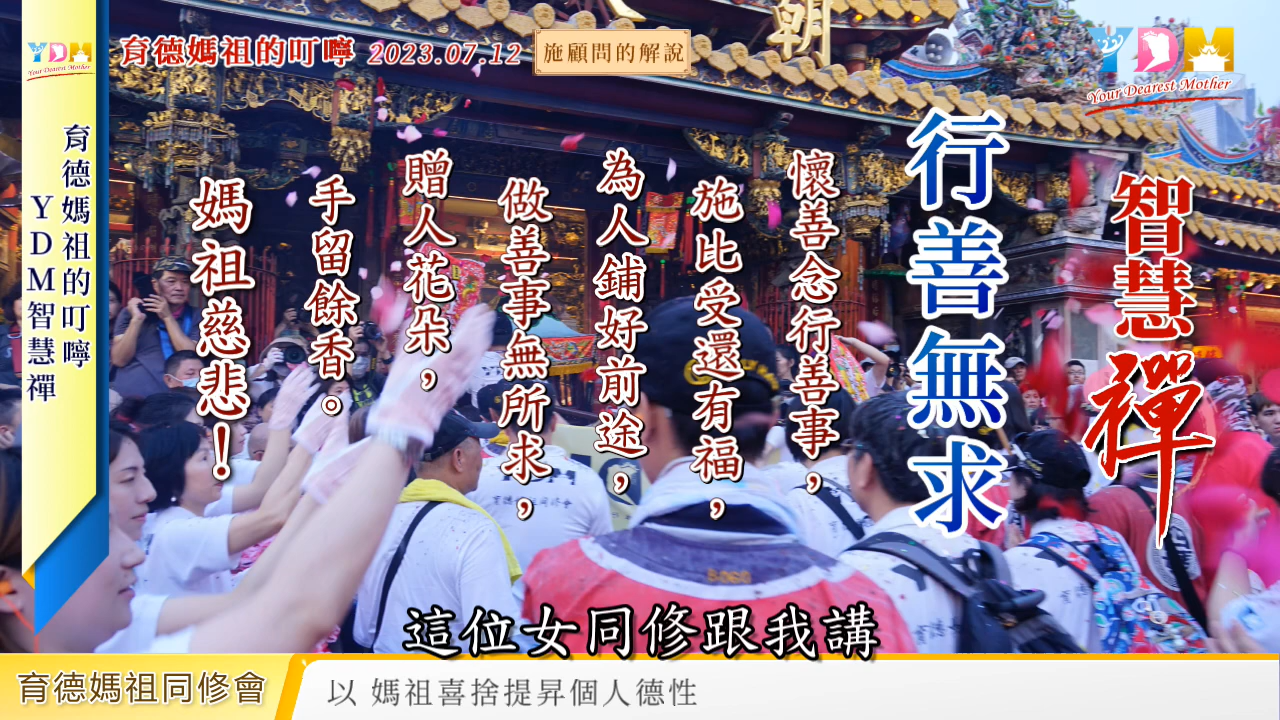 育德媽祖的叮嚀 2023.07.12
施顧問的解說
YDM
Your Dearest Mother
YDM
Your Dearest Mother
朝
育德媽祖的叮嚀
YDM智慧禪
智慧禪
行善無求
懷善念行善事，
施比受還有福，
為人鋪好前途，
做善事無所求，
贈人花朵，
手留餘香。
媽祖慈悲！
這位女同修跟我講
育德媽祖同修會
以 媽祖喜捨提昇個人德性